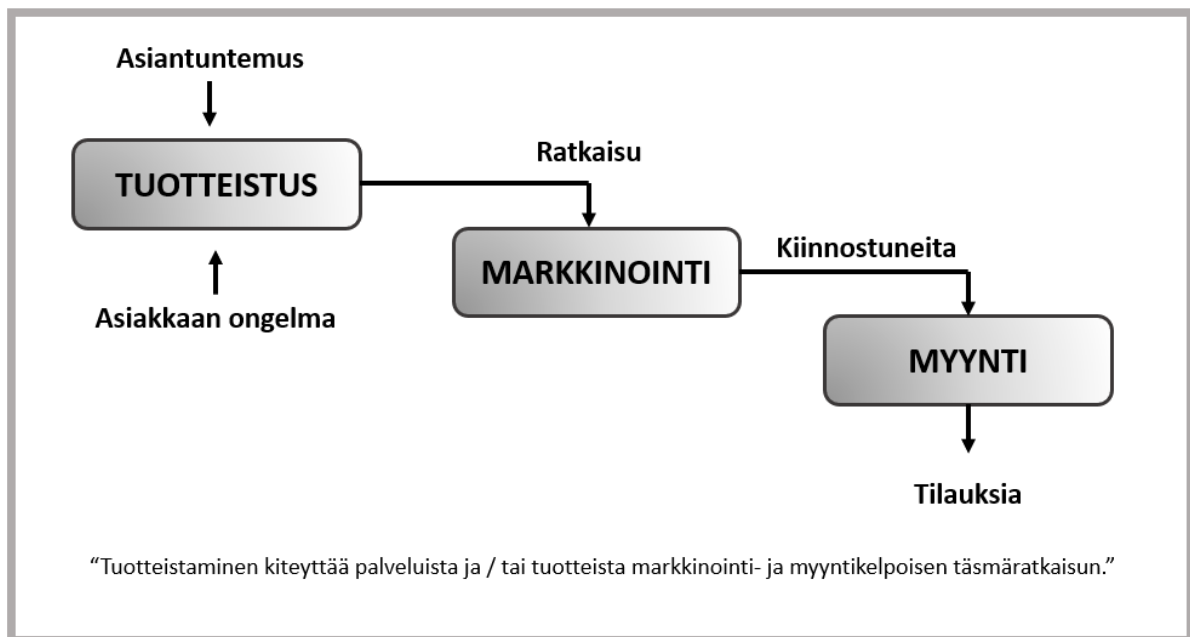 Asiantuntemus
TUOTTEISTUS
Ratkaisu
Asiakkaan ongelma
MARKKINOINTI
Kiinnostuneita
MYYNTI
Tilauksia
“Tuotteistaminen kiteyttää palveluista ja / tai tuotteista markkinointi- ja myyntikelpoisen täsmäratkaisun.”